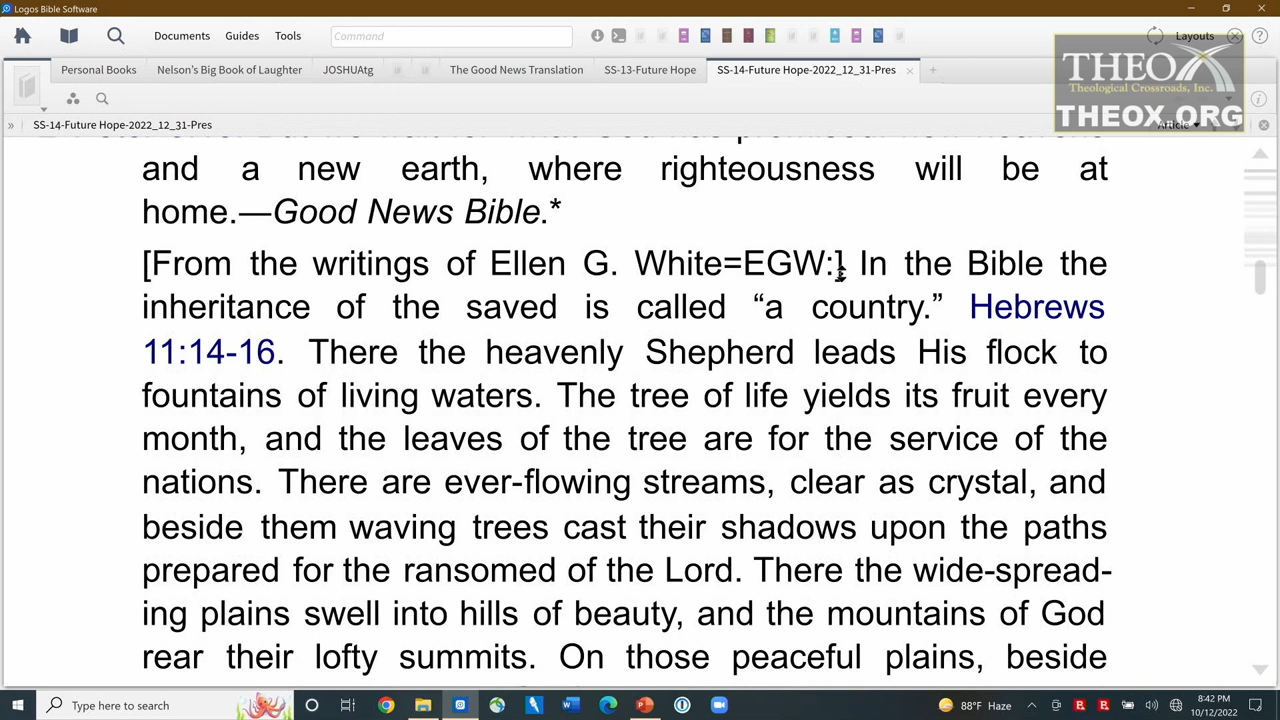 Logos Bible Software
Documents Guides Tools Command Layouts
THEOX
Theological Crossroads, Inc.
THEOX.ORG
Personal Books Nelson's Big Book of Laughter JOSHUAtg The Good News Translation SS-13-Future Hope SS-14-Future Hope-2022_12_31-Pres
SS-14-Future Hope-2022_12_31-Pres Article
and a new earth, where righteousness will be at
home.—Good News Bible.*
[From the writings of Ellen G. White=EGW:] In the Bible the
inheritance of the saved is called “a country.” Hebrews
11:14-16. There the heavenly Shepherd leads His flock to
fountains of living waters. The tree of life yields its fruit every
month, and the leaves of the tree are for the service of the
nations. There are ever-flowing streams, clear as crystal, and
beside them waving trees cast their shadows upon the paths
prepared for the ransomed of the Lord. There the wide-spread-
ing plains swell into hills of beauty, and the mountains of God
rear their lofty summits. On those peaceful plains, beside
Type here to search
88°F Haze
8:42 PM
10/12/2022